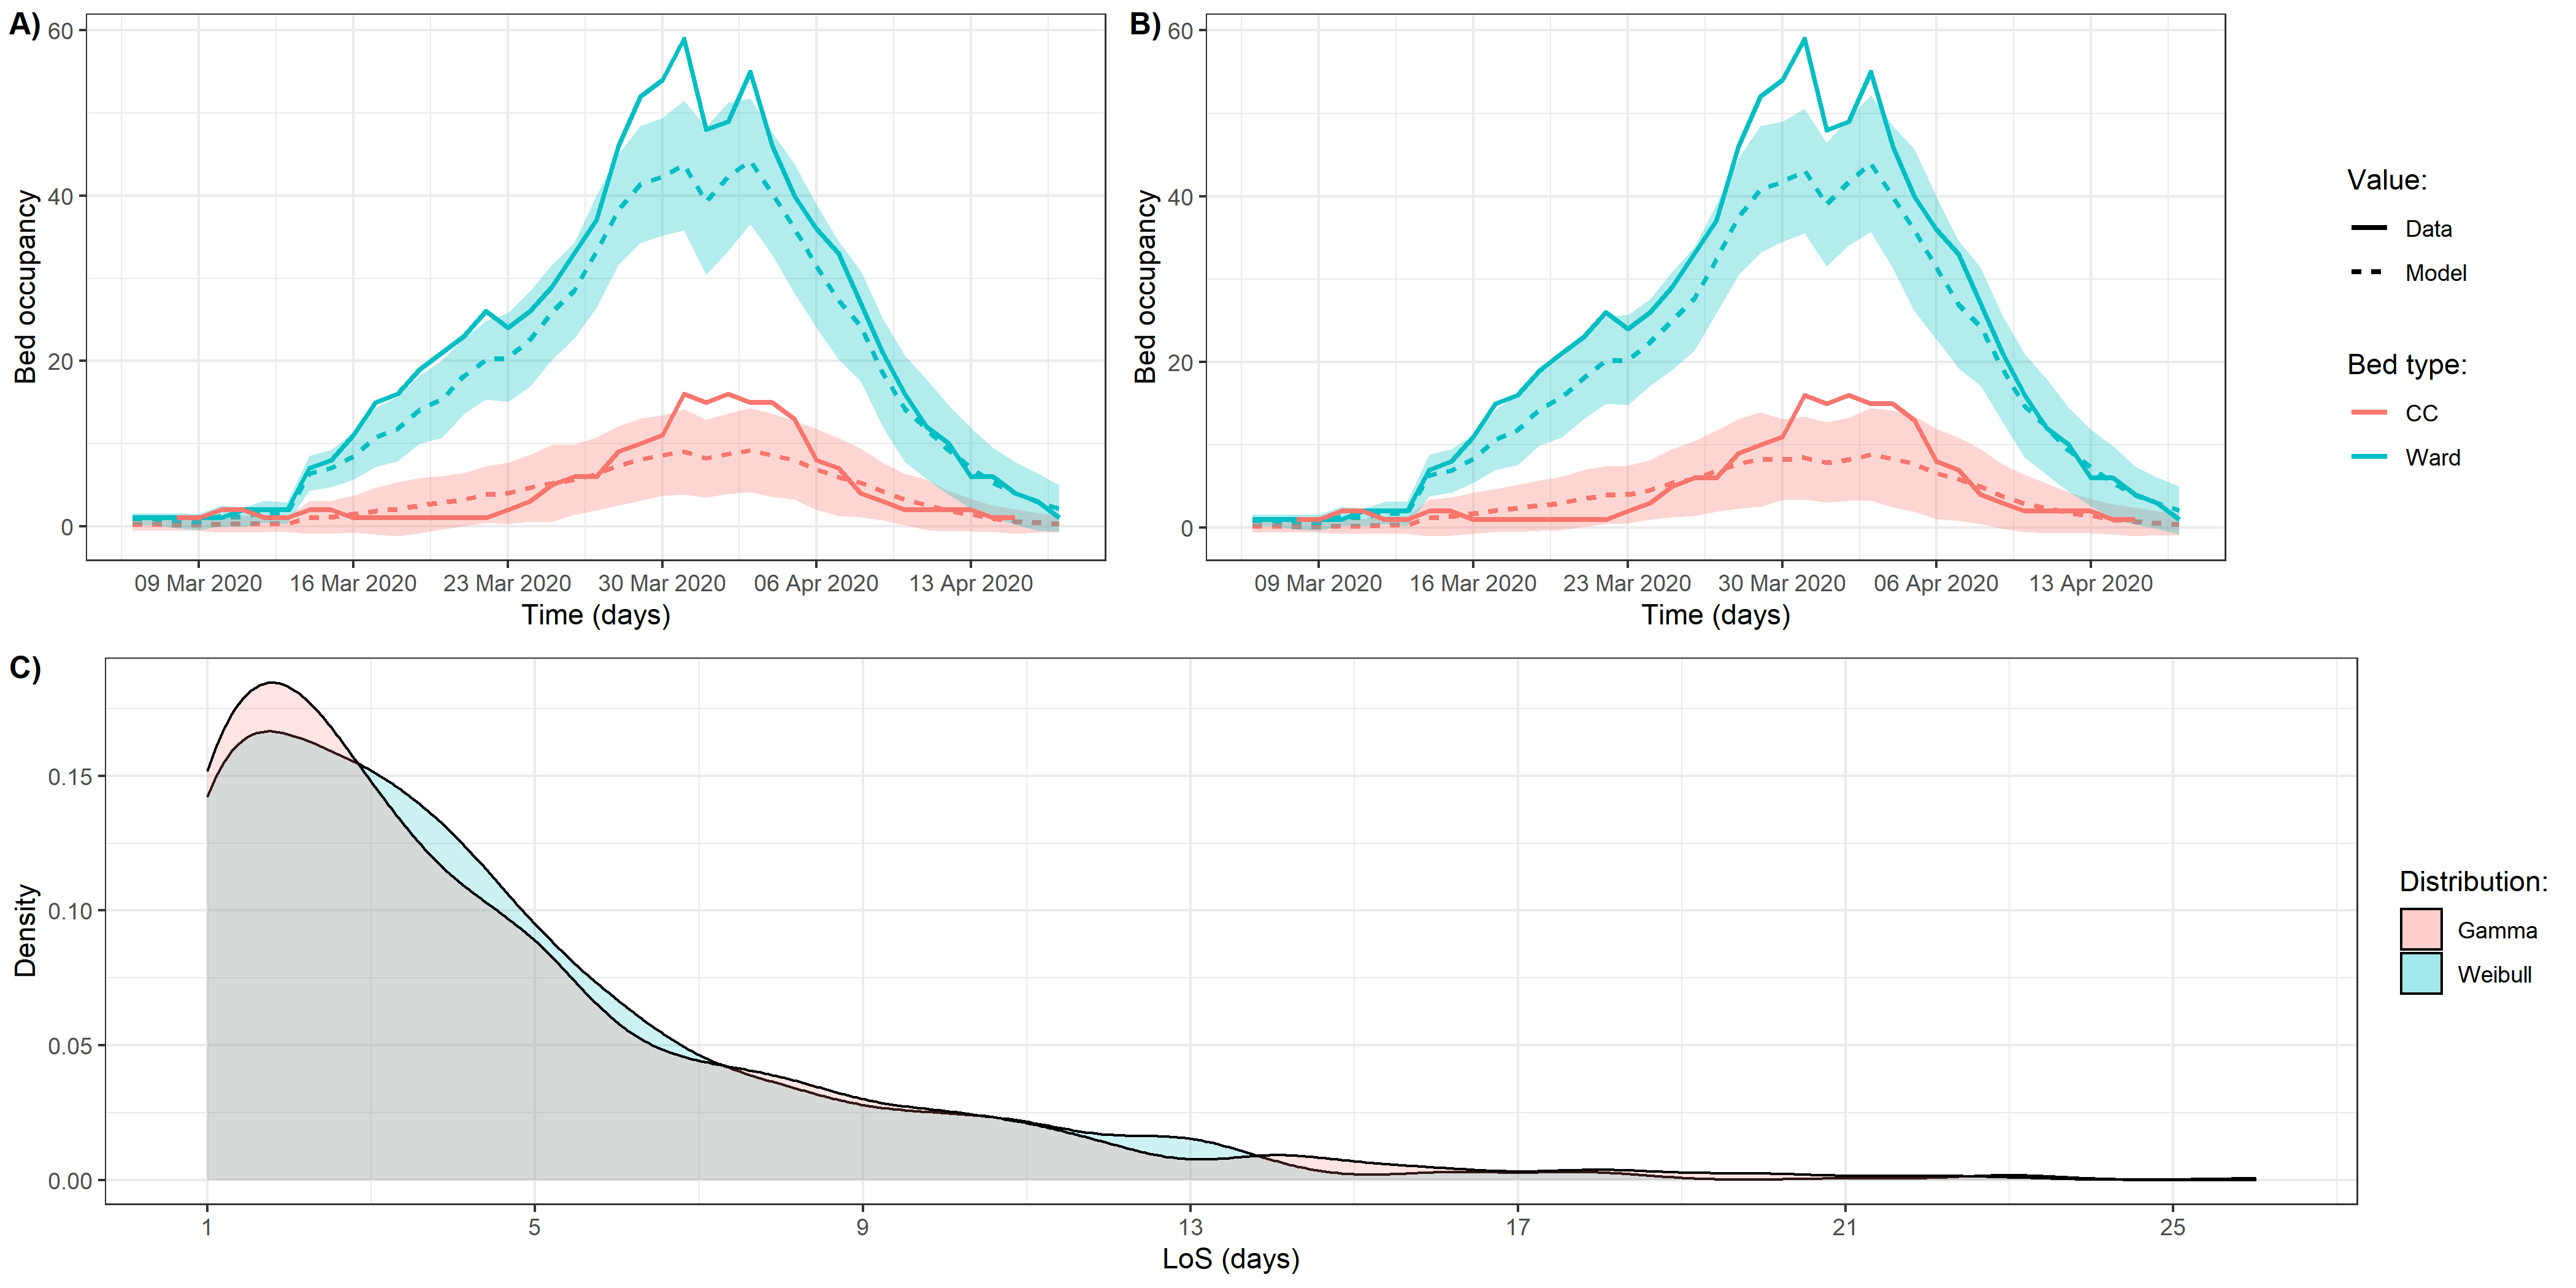 A)
60
40
20
0
Bed occupancy
09 Mar 2020 16 Mar 2020 23 Mar 2020 30 Mar 2020 06 Apr 2020 13 Apr 2020
Time (days)
B)
60
40
20
0
Bed occupancy
09 Mar 2020 16 Mar 2020 23 Mar 2020 30 Mar 2020 06 Apr 2020 13 Apr 2020
Time (days)
Value:
Data
Model
Bed type:
CC
Ward
C)
0.15
0.10
0.05
0.00
Density
1 5 9 13 17 21 25
LoS (days)
Distribution:
Gamma
Weibull